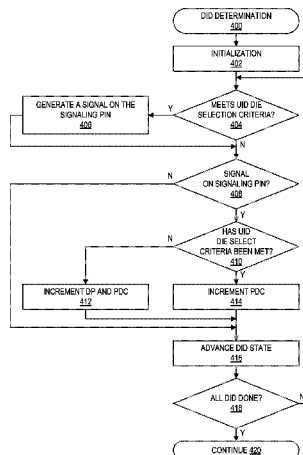 DID DETERMINATION
400
INITIALIZATION
402
GENERATE A SIGNAL ON THE
SIGNALING PIN
406
Y
MEETS UID DIE
SELECTION CRITERIA?
404
N
N
SIGNAL
ON SIGNALING PIN?
408
Y
N
HAS UID
DIE SELECT
CRITERIA BEEN MET?
410
Y
INCREMENT DP AND PDC
412
INCREMENT PDC
414
ADVANCE DID STATE
416
ALL DID DONE?
418
N
Y
CONTINUE 420